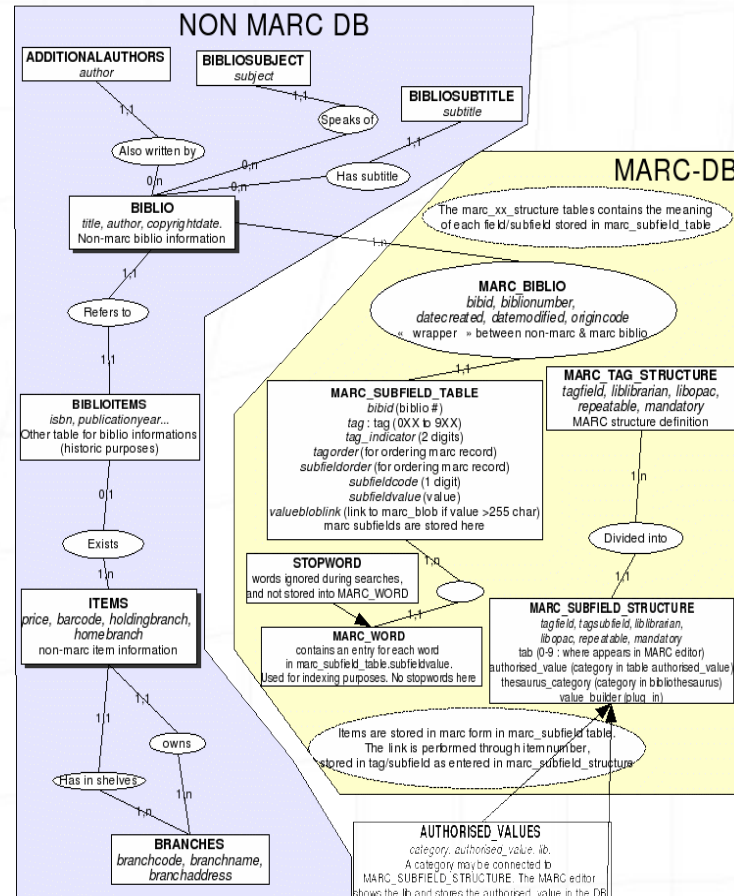 NON MARC DB
ADDITIONALAUTHORS
author
BIBLIOSUBJECT
subject
BIBLIOSUBTITLE
subtitle
1,1
1,1
1,1
Speaks of
Also written by
Has subtitle
0,n
0,n
0,n
BIBLIO
title, author, copyrightdate.
Non-marc biblio information
1,1
Refers to
1,1
BIBLIOITEMS
isbn, publicationyear...
Other table for biblio informations
(historic purposes)
0,1
Exists
1,n
ITEMS
price, barcode, holdingbranch,
homebranch
non-marc item information
1,1
1,1
owns
Has in shelves
1,n
1,n
BRANCHES
branchcode, branchname,
branchaddress
MARC-DB
The marc_xx_structure tables contains the meaning
of each field/subfield stored in marc_subfield_table
1,n
MARC_BIBLIO
bibid, biblionumber,
datecreated, datemodified, origincode
« wrapper » between non-marc & marc biblio
1,1
MARC_SUBFIELD_TABLE
bibid (biblio #)
tag : tag (0XX to 9XX)
tag_indicator (2 digits)
tagorder (for ordering marc record)
subfieldorder (for ordering marc record)
subfieldcode (1 digit)
subfieldvalue (value)
valuebloblink (link to marc_blob if value >255 char)
marc subfields are stored here
MARC_TAG_STRUCTURE
tagfield, liblibrarian, libopac,
repeatable, mandatory
MARC structure definition
1,n
Divided into
1,1
STOPWORD
words ignored during searches,
and not stored into MARC_WORD
1,n
1,1
MARC_WORD
contains an entry for each word
in marc_subfield_table.subfieldvalue.
Used for indexing purposes. No stopwords here
MARC_SUBFIELD_STRUCTURE
tagfield, tagsubfield, liblibrarian,
libopac, repeatable, mandatory
tab (0-9 : where appears in MARC editor)
authorised_value (category in table authorised_value)
thesaurus_category (category in bibliothesaurus)
value_builder (plug_in)
Items are stored in marc form in marc_subfield table.
The link is performed through itemnumber,
stored in tag/subfield as entered in marc_subfield_structure
AUTHORISED_VALUES
category, authorised_value, lib.
A category may be connected to
MARC_SUBFIELD_STRUCTURE. The MARC editor
shows the lib and stores the authorised_value in the DB